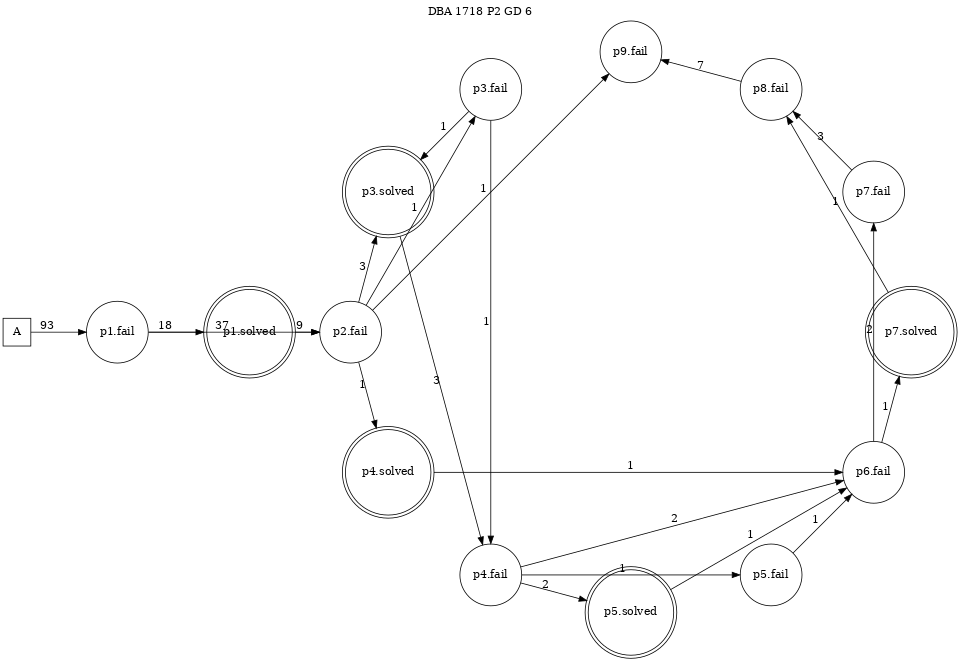 DBA 1718 P2 GD 6
p9.fail
p3.fail
p8.fail
7
1
3
p3.solved
p7.fail
1
1
1
3
A
93
p1.fail
18
37
p1.solved
9
p2.fail
1
2
p7.solved
3
1
1
p4.solved
1
p6.fail
2
1
1
p4.fail
1
2
p5.solved
p5.fail